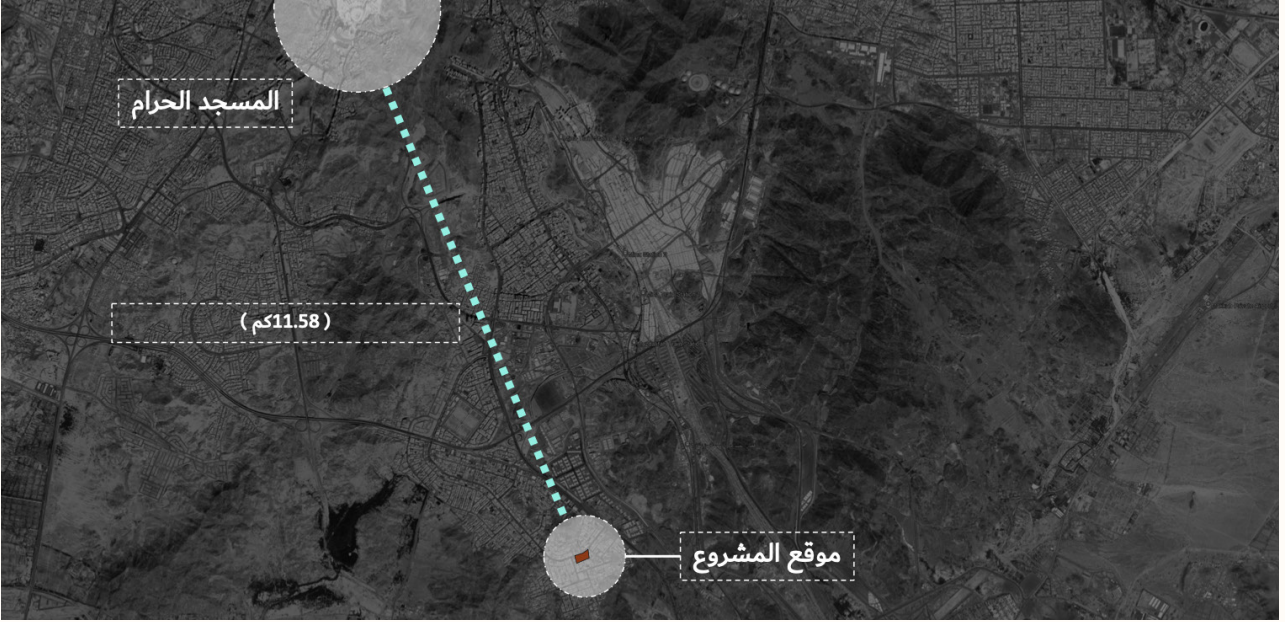 المسجد الحرام
( 11.58كم )
موقع المشروع